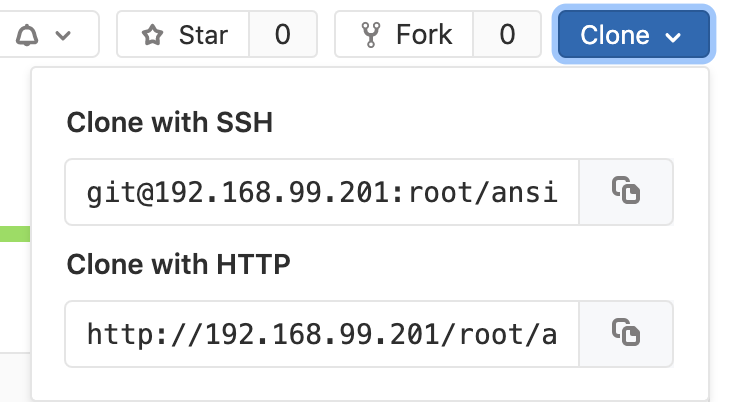 Star 0 Fork 0 Clone
Clone with SSH
git@192.168.99.201:root/ansi
Clone with HTTP
http://192.168.99.201/root/a